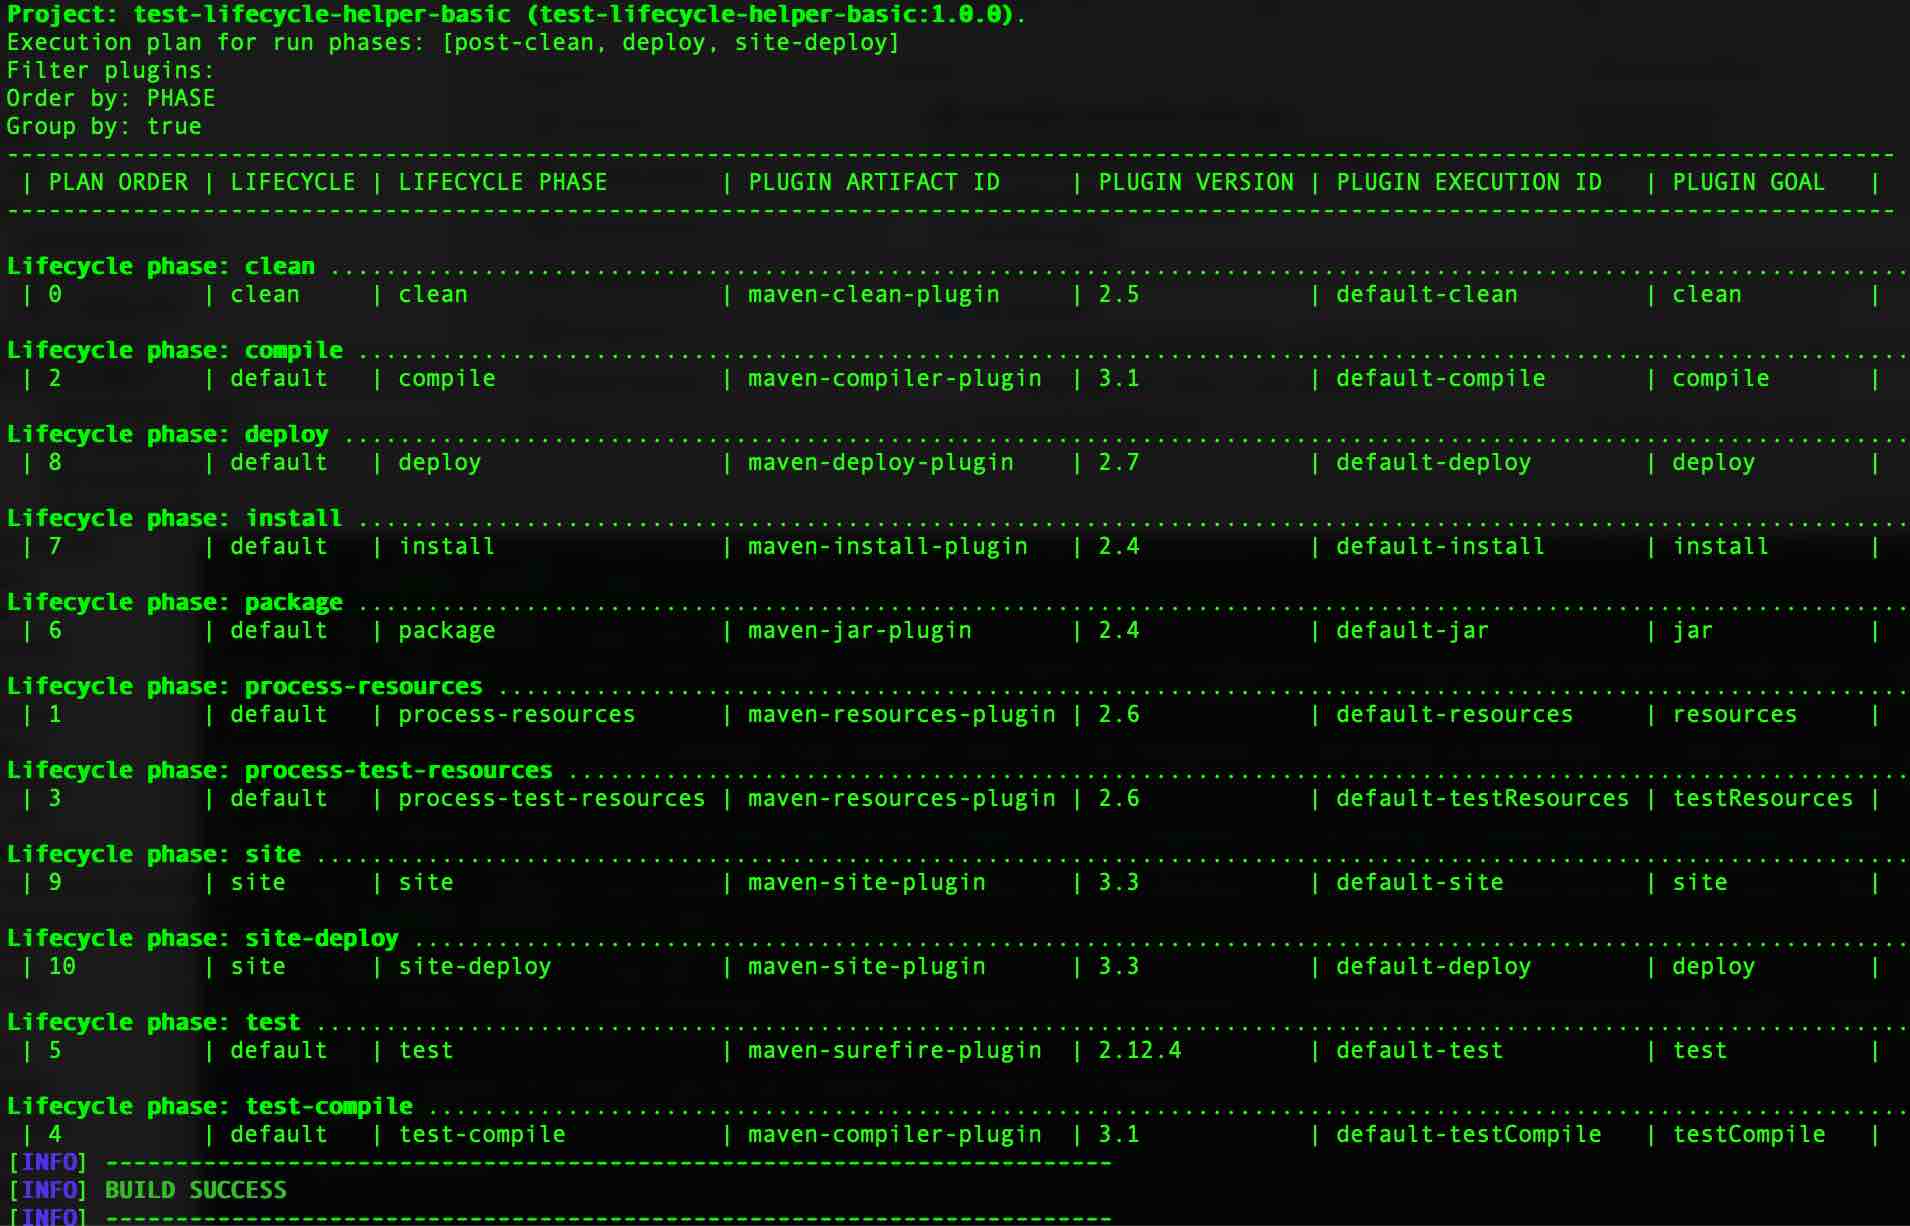 Project: test-lifecycle-helper-basic (test-lifecycle-helper-basic:1.0.0).
Execution plan for run phases: [post-clean, deploy, site-deploy]
Filter plugins:
Order by: PHASE
Group by: true
---------------------------------------------------------------------------------------------------------------------------------------
| PLAN ORDER | LIFECYCLE | LIFECYCLE PHASE        | PLUGIN ARTIFACT ID     | PLUGIN VERSION | PLUGIN EXECUTION ID   | PLUGIN GOAL   |
---------------------------------------------------------------------------------------------------------------------------------------
Lifecycle phase: clean ................................................................................................................
| 0          | clean     | clean                  | maven-clean-plugin     | 2.5            | default-clean         | clean         |
Lifecycle phase: compile ..............................................................................................................
| 2          | default   | compile                | maven-compiler-plugin  | 3.1            | default-compile       | compile       |
Lifecycle phase: deploy ...............................................................................................................
| 8          | default   | deploy                 | maven-deploy-plugin    | 2.7            | default-deploy        | deploy        |
Lifecycle phase: install ..............................................................................................................
| 7          | default   | install                | maven-install-plugin   | 2.4            | default-install       | install       |
Lifecycle phase: package ..............................................................................................................
| 6          | default   | package                | maven-jar-plugin       | 2.4            | default-jar           | jar           |
Lifecycle phase: process-resources ....................................................................................................
| 1          | default   | process-resources      | maven-resources-plugin | 2.6            | default-resources     | resources     |
Lifecycle phase: process-test-resources ...............................................................................................
| 3          | default   | process-test-resources | maven-resources-plugin | 2.6            | default-testResources | testResources |
Lifecycle phase: site .................................................................................................................
| 9          | site      | site                   | maven-site-plugin      | 3.3            | default-site          | site          |
Lifecycle phase: site-deploy ..........................................................................................................
| 10         | site      | site-deploy            | maven-site-plugin      | 3.3            | default-deploy        | deploy        |
Lifecycle phase: test .................................................................................................................
| 5          | default   | test                   | maven-surefire-plugin  | 2.12.4         | default-test          | test          |
Lifecycle phase: test-compile .........................................................................................................
| 4          | default   | test-compile           | maven-compiler-plugin  | 3.1            | default-testCompile   | testCompile   |
[INFO] ------------------------------------------------------------------------
[INFO] BUILD SUCCESS
[INFO] ------------------------------------------------------------------------